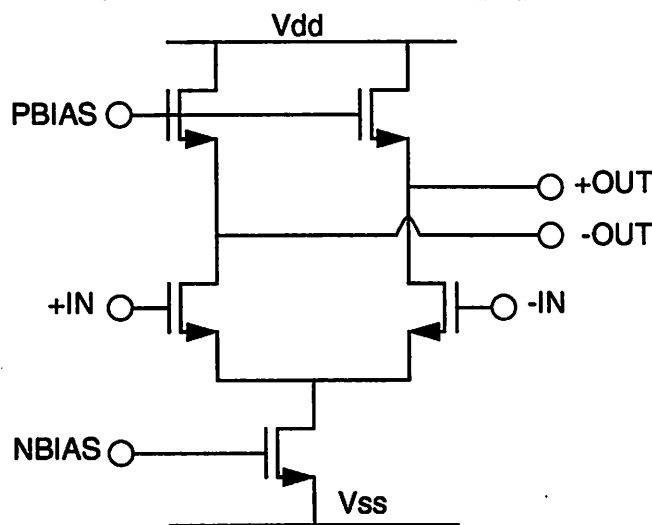 Vdd
PBIAS
+OUT
-OUT
+IN
-IN
NBIAS
Vss